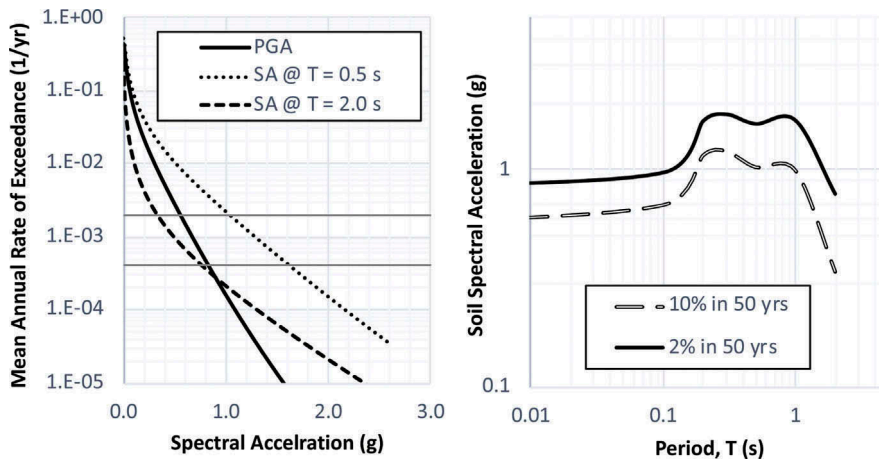 Mean Annual Rate of Exceedance (1/yr)
1.E+00
1.E-01
1.E-02
1.E-03
1.E-04
1.E-05
PGA
SA @ T = 0.5 s
SA @ T = 2.0 s
0.0
1.0
2.0
3.0
Spectral Accelration (g)
Soil Spectral Acceleration (g)
1
0.1
10% in 50 yrs
2% in 50 yrs
0.01
0.1
1
Period, T (s)